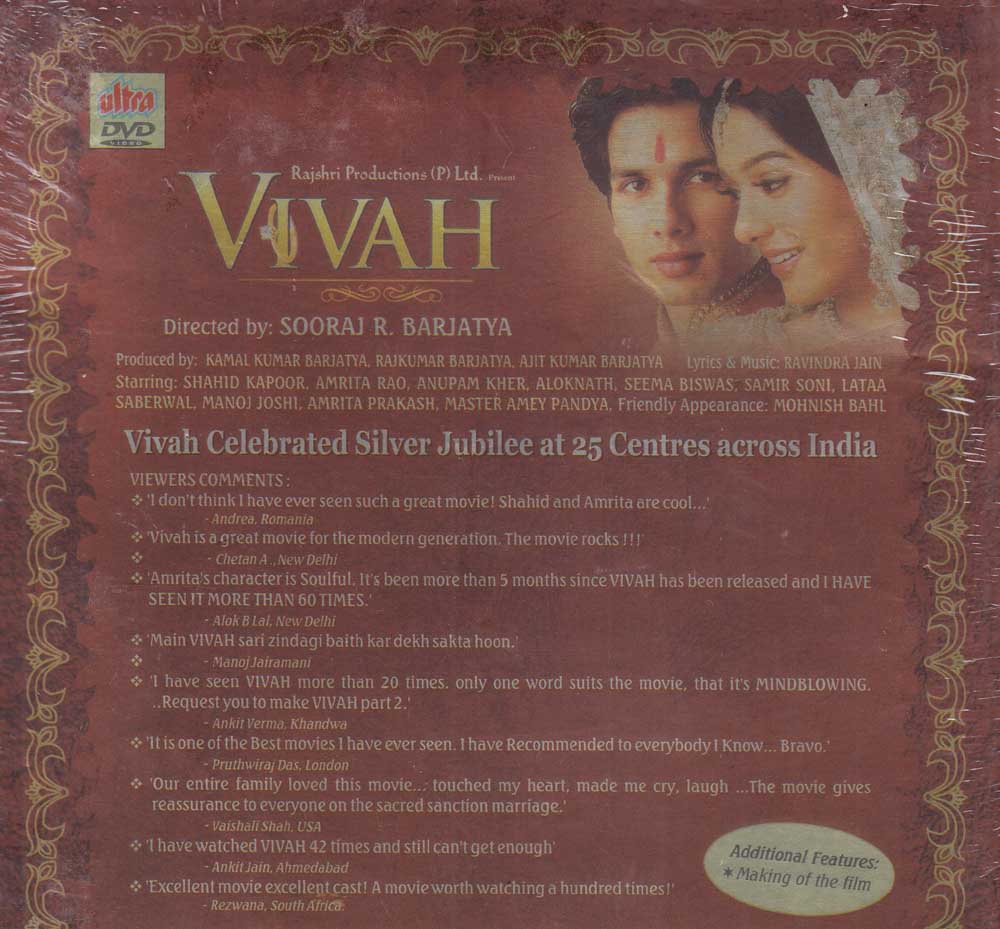 ultra
DVD
VIDEO
Rajshri Productions (P) Ltd. Present
VIVAH
Directed by: SOORAJ R. BARJATYA
Produced by: KAMAL KUMAR BARJATYA, RAJKUMAR BARJATYA, AJIT KUMAR BARJATYA Lyrics & Music: RAVINDRA JAIN
Starring: SHAHID KAPOOR, AMRITA RAO, ANUPAM KHER, ALOKNATH, SEEMA BISWAS, SAMIR SONI, LATAA
SABERWAL, MANOJ JOSHI, AMRITA PRAKASH, MASTER AMEY PANDYA, Friendly Appearance: MOHNISH BAHL
Vivah Celebrated Silver Jubilee at 25 Centres across India
VIEWERS COMMENTS :
❖ 'I don't think I have ever seen such a great movie! Shahid and Amrita are cool...'
- Andrea, Romania
❖ 'Vivah is a great movie for the modern generation. The movie rocks !!!'
❖ - Chetan A ., New Delhi
❖ 'Amrita's character is Soulful. It's been more than 5 months since VIVAH has been released and I HAVE
SEEN IT MORE THAN 60 TIMES.'
- Alok B Lal, New Delhi
❖ 'Main VIVAH sari zindagi baith kar dekh sakta hoon.'
❖ - Manoj Jairamani
❖ 'I have seen VIVAH more than 20 times. only one word suits the movie, that it's MINDBLOWING.
..Request you to make VIVAH part 2.'
- Ankit Verma, Khandwa
❖ 'It is one of the Best movies I have ever seen. I have Recommended to everybody I Know... Bravo.'
- Pruthwiraj Das, London
❖ 'Our entire family loved this movie... touched my heart, made me cry, laugh ...The movie gives
reassurance to everyone on the sacred sanction marriage.'
- Vaishali Shah, USA
❖ 'I have watched VIVAH 42 times and still can't get enough'
- Ankit Jain, Ahmedabad
❖ 'Excellent movie excellent cast! A movie worth watching a hundred times!'
- Rezwana, South Africa.
Additional Features:
✶ Making of the film